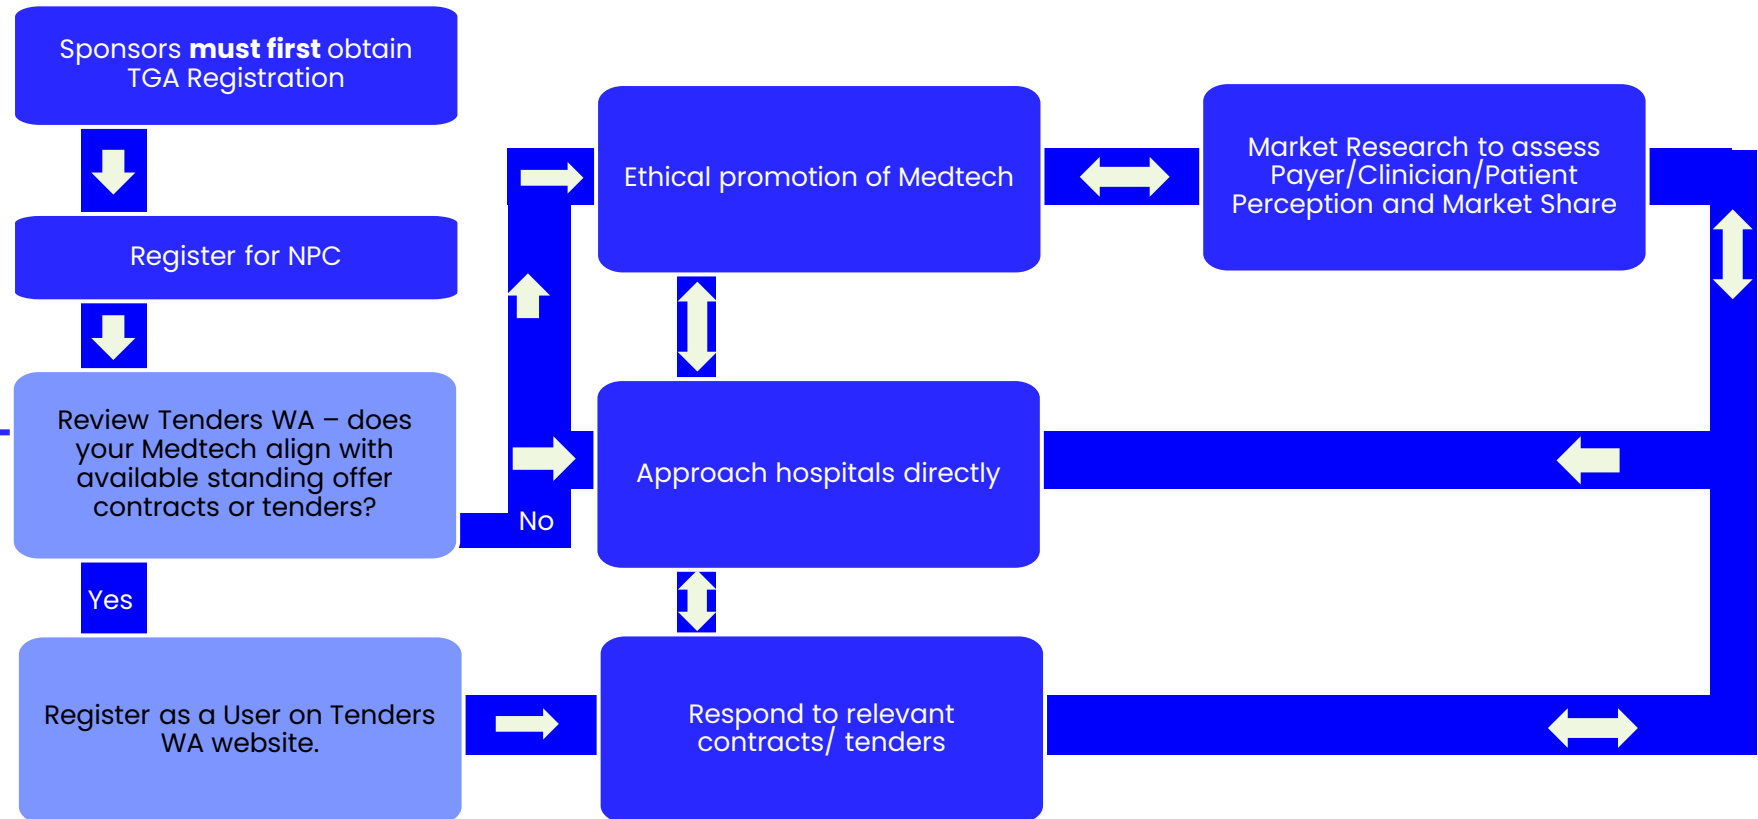 Sponsors must first obtain
TGA Registration
Register for NPC
Review Tenders WA – does
your Medtech align with
available standing offer
contracts or tenders?
No
Yes
Register as a User on Tenders
WA website.
Ethical promotion of Medtech
Approach hospitals directly
Respond to relevant
contracts/ tenders
Market Research to assess
Payer/Clinician/Patient
Perception and Market Share